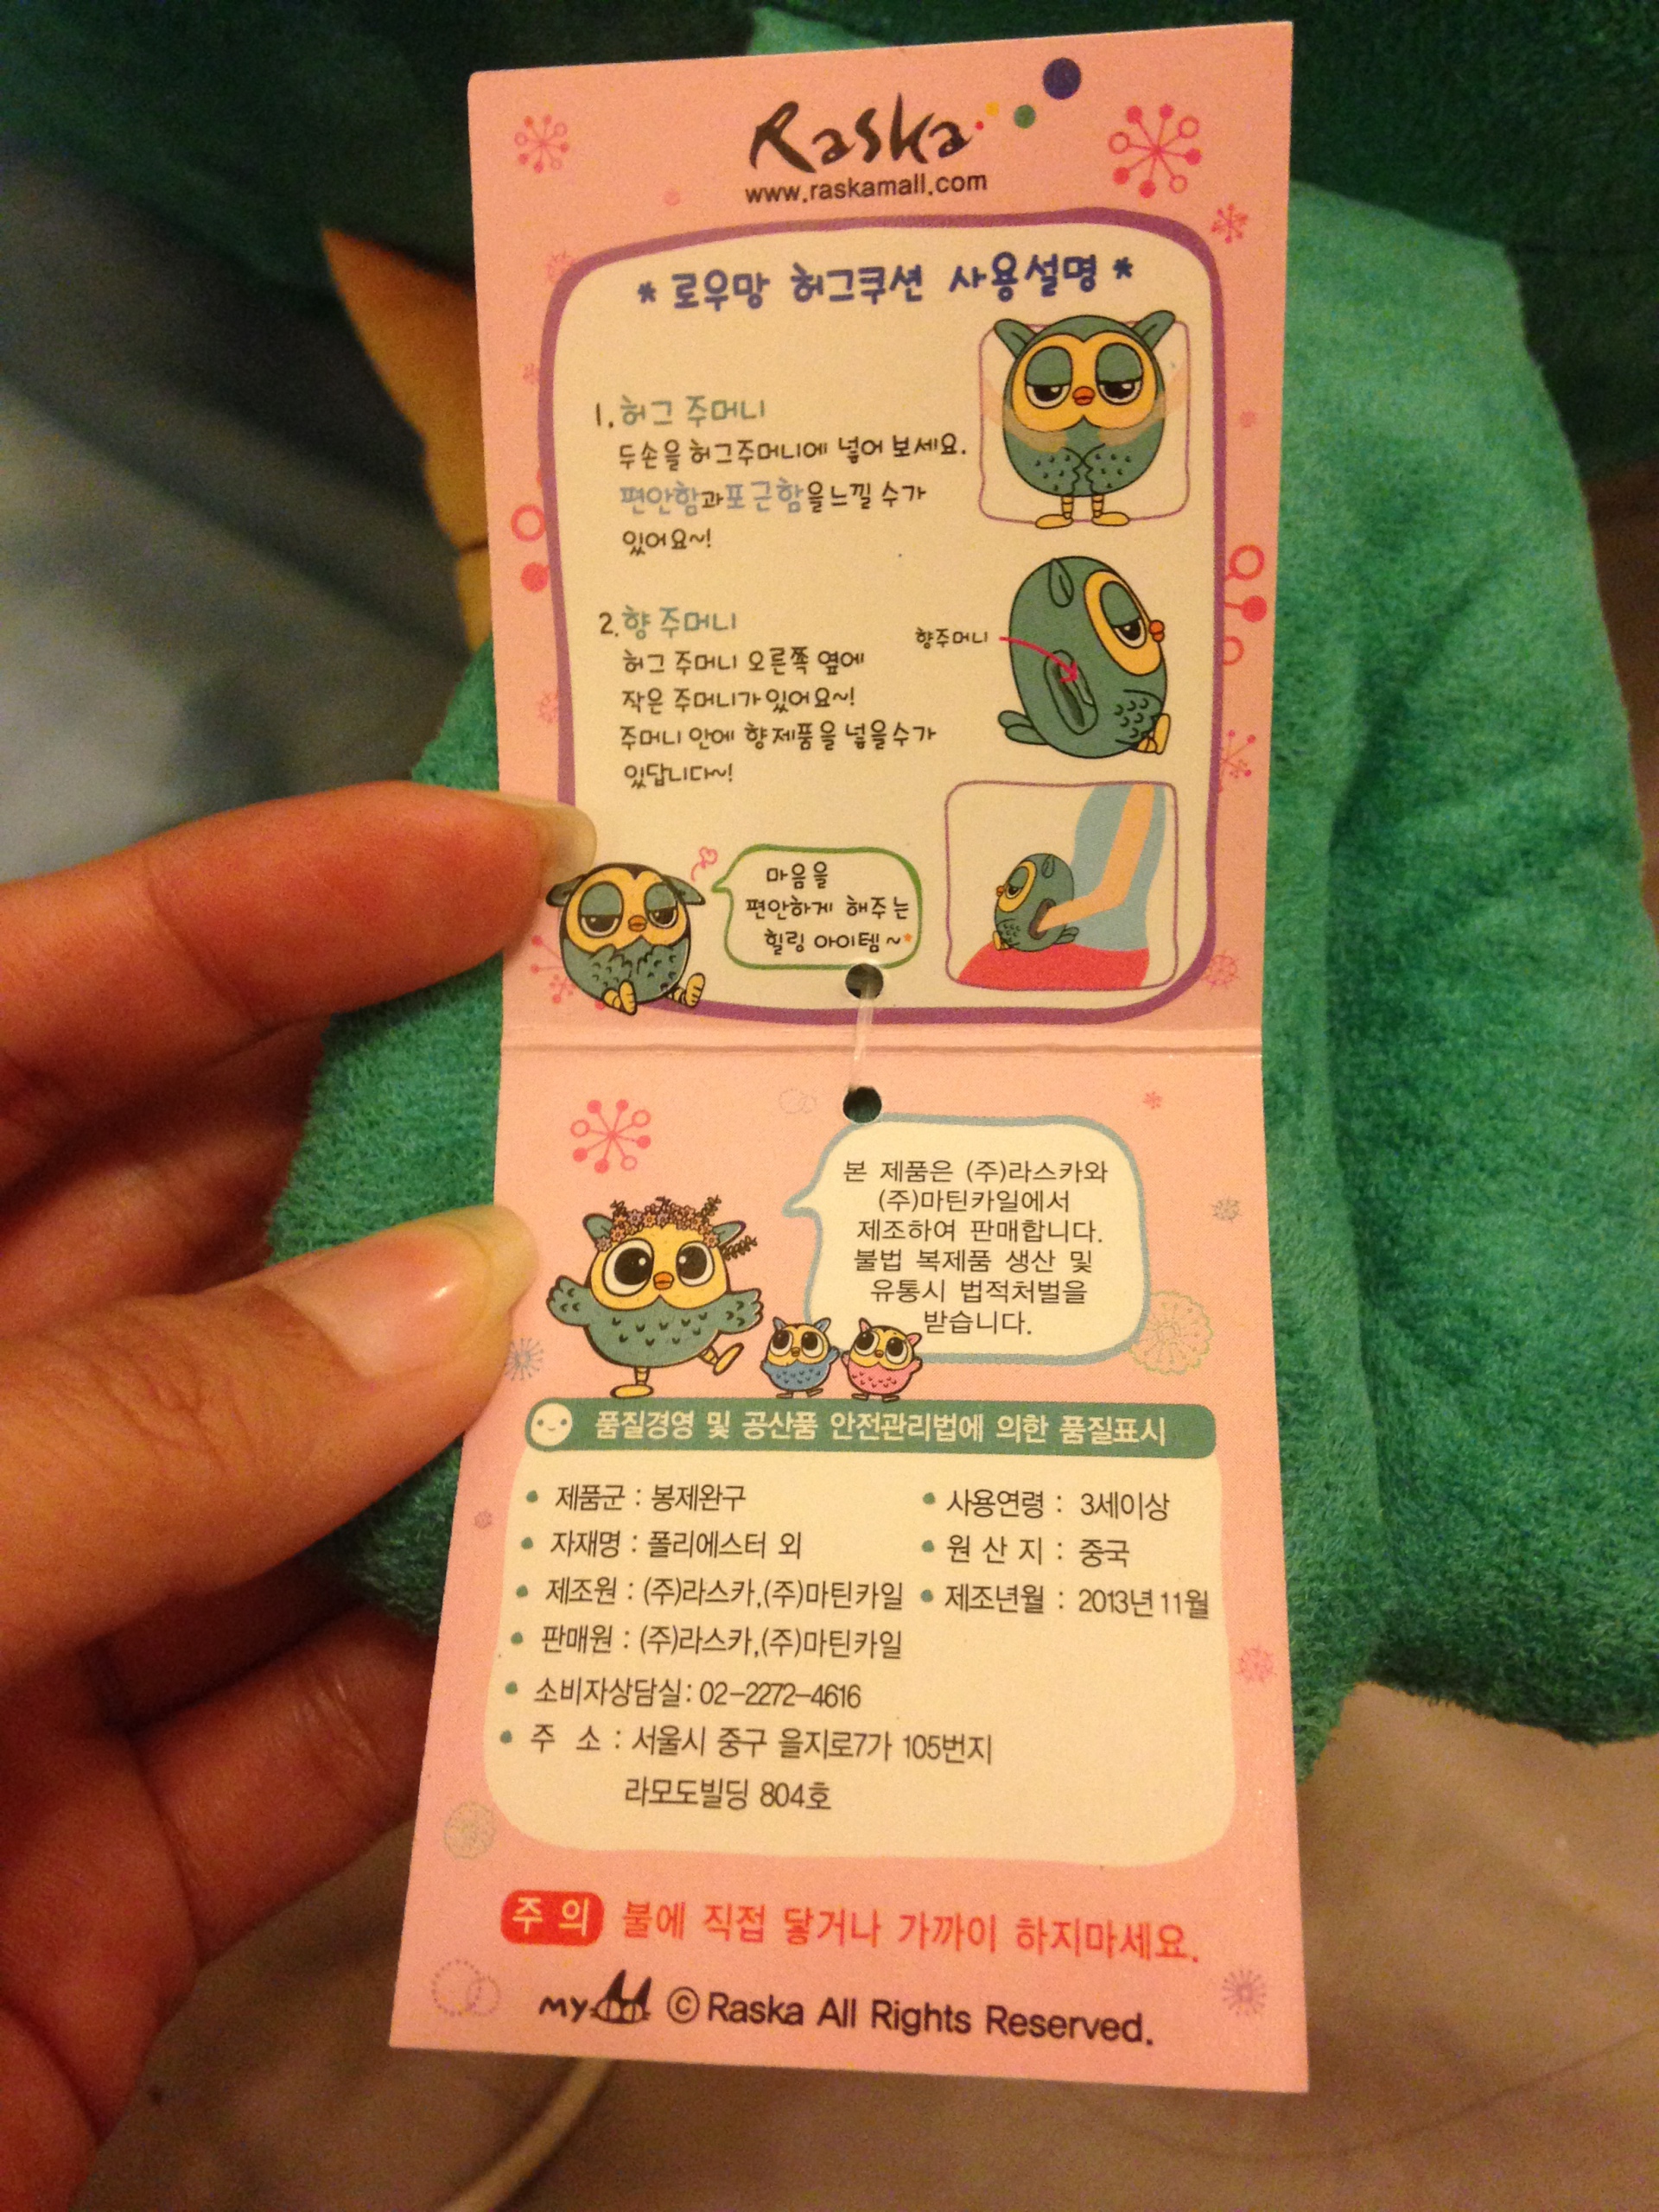 Raska
www.raskamall.com
* 로우망 허그쿠션 사용설명 *
1. 허그 주머니
두손을 허그주머니에 넣어 보세요.
편안함과 포근함을 느낄 수가
있어요~!
2. 향 주머니
허그 주머니 오른쪽 옆에
작은 주머니가 있어요~!
주머니 안에 향제품을 넣을수가
있답니다~!
향주머니
마음을
편안하게 해주는
힐링 아이템~
본 제품은 (주)라스카와
(주)마틴카일에서
제조하여 판매합니다.
불법 복제품 생산 및
유통시 법적처벌을
받습니다.
품질경영 및 공산품 안전관리법에 의한 품질표시
• 제품군 : 봉제완구
• 자재명 : 폴리에스터 외
• 제조원 : (주)라스카,(주)마틴카일
• 판매원 : (주)라스카,(주)마틴카일
• 소비자상담실: 02-2272-4616
• 주 소 : 서울시 중구 을지로7가 105번지
라모도빌딩 804호
• 사용연령 : 3세이상
• 원 산 지 : 중국
• 제조년월 : 2013년 11월
주 의 불에 직접 닿거나 가까이 하지마세요.
MY ©Raska All Rights Reserved.